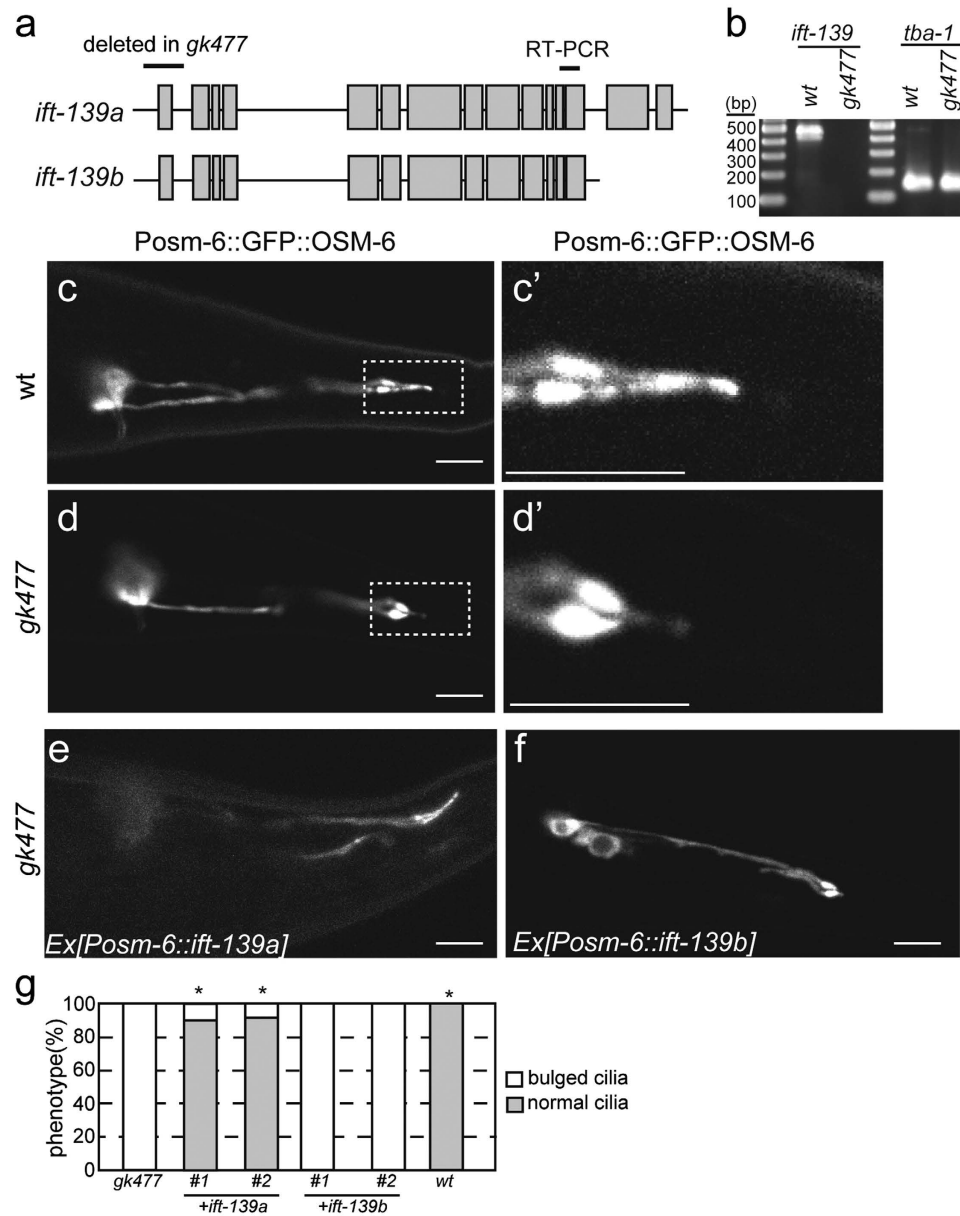 a
deleted in gk477
RT-PCR
ift-139a
ift-139b
b
ift-139
tba-1
wt
gk477
wt
gk477
(bp)
500
400
300
200
100
Posm-6::GFP::OSM-6
Posm-6::GFP::OSM-6
wt
c
c'
gk477
d
d'
gk477
e
Ex[Posm-6::ift-139a]
f
Ex[Posm-6::ift-139b]
g
phenotype(%)
100
80
60
40
20
0
* * *
gk477 #1 #2 #1 #2 wt
+ift-139a +ift-139b
bulged cilia
normal cilia